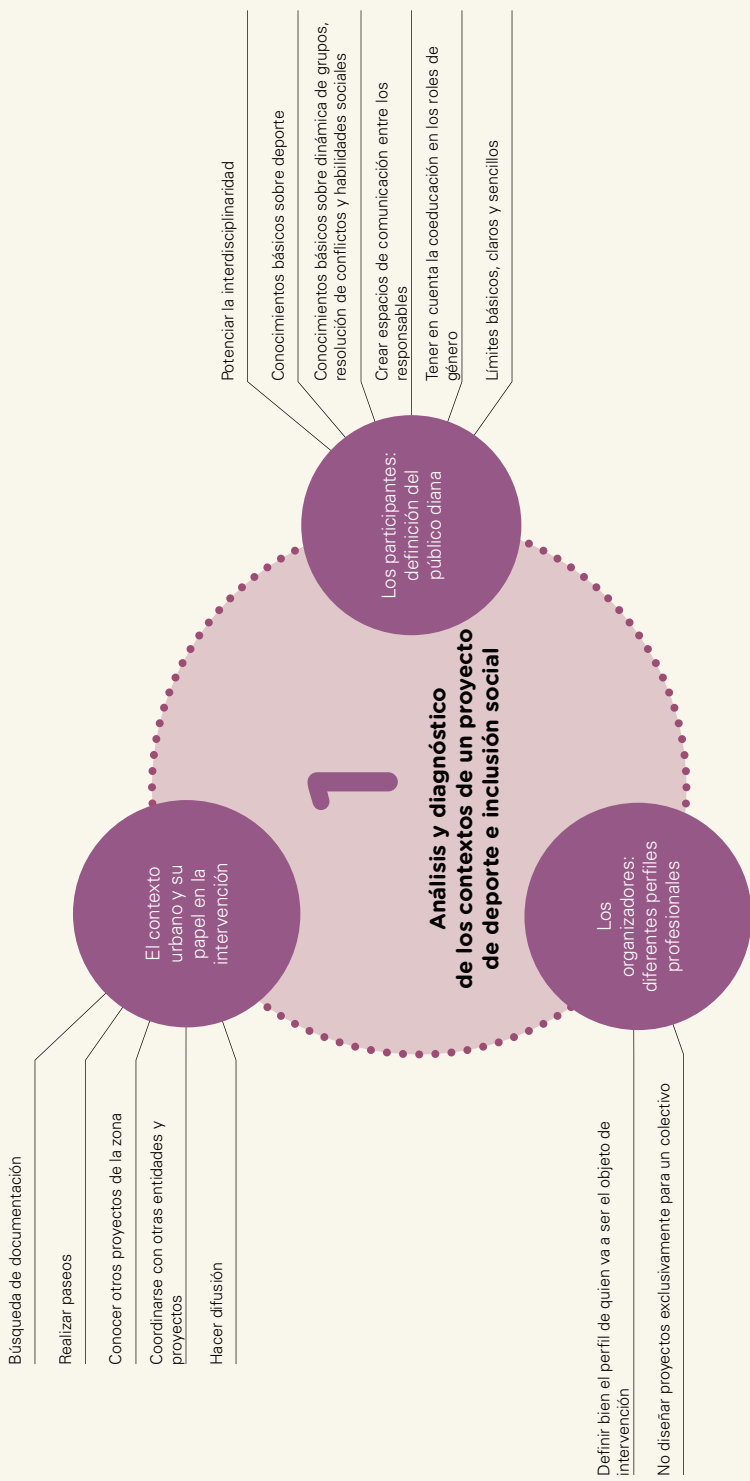 Búsqueda de documentación
Realizar paseos
Conocer otros proyectos de la zona
Coordinarse con otras entidades y
proyectos
Hacer difusión
El contexto
urbano y su
papel en la
intervención
1
Análisis y diagnóstico
de los contextos de un proyecto
de deporte e inclusión social
Los participantes:
definición del
público diana
Potenciar la interdisciplinaridad
Conocimientos básicos sobre deporte
Conocimientos básicos sobre dinámica de grupos,
resolución de conflictos y habilidades sociales
Crear espacios de comunicación entre los
responsables
Tener en cuenta la coeducación en los roles de
género
Límites básicos, claros y sencillos
Los
organizadores:
diferentes perfiles
profesionales
Definir bien el perfil de quien va a ser el objeto de
intervención
No diseñar proyectos exclusivamente para un colectivo